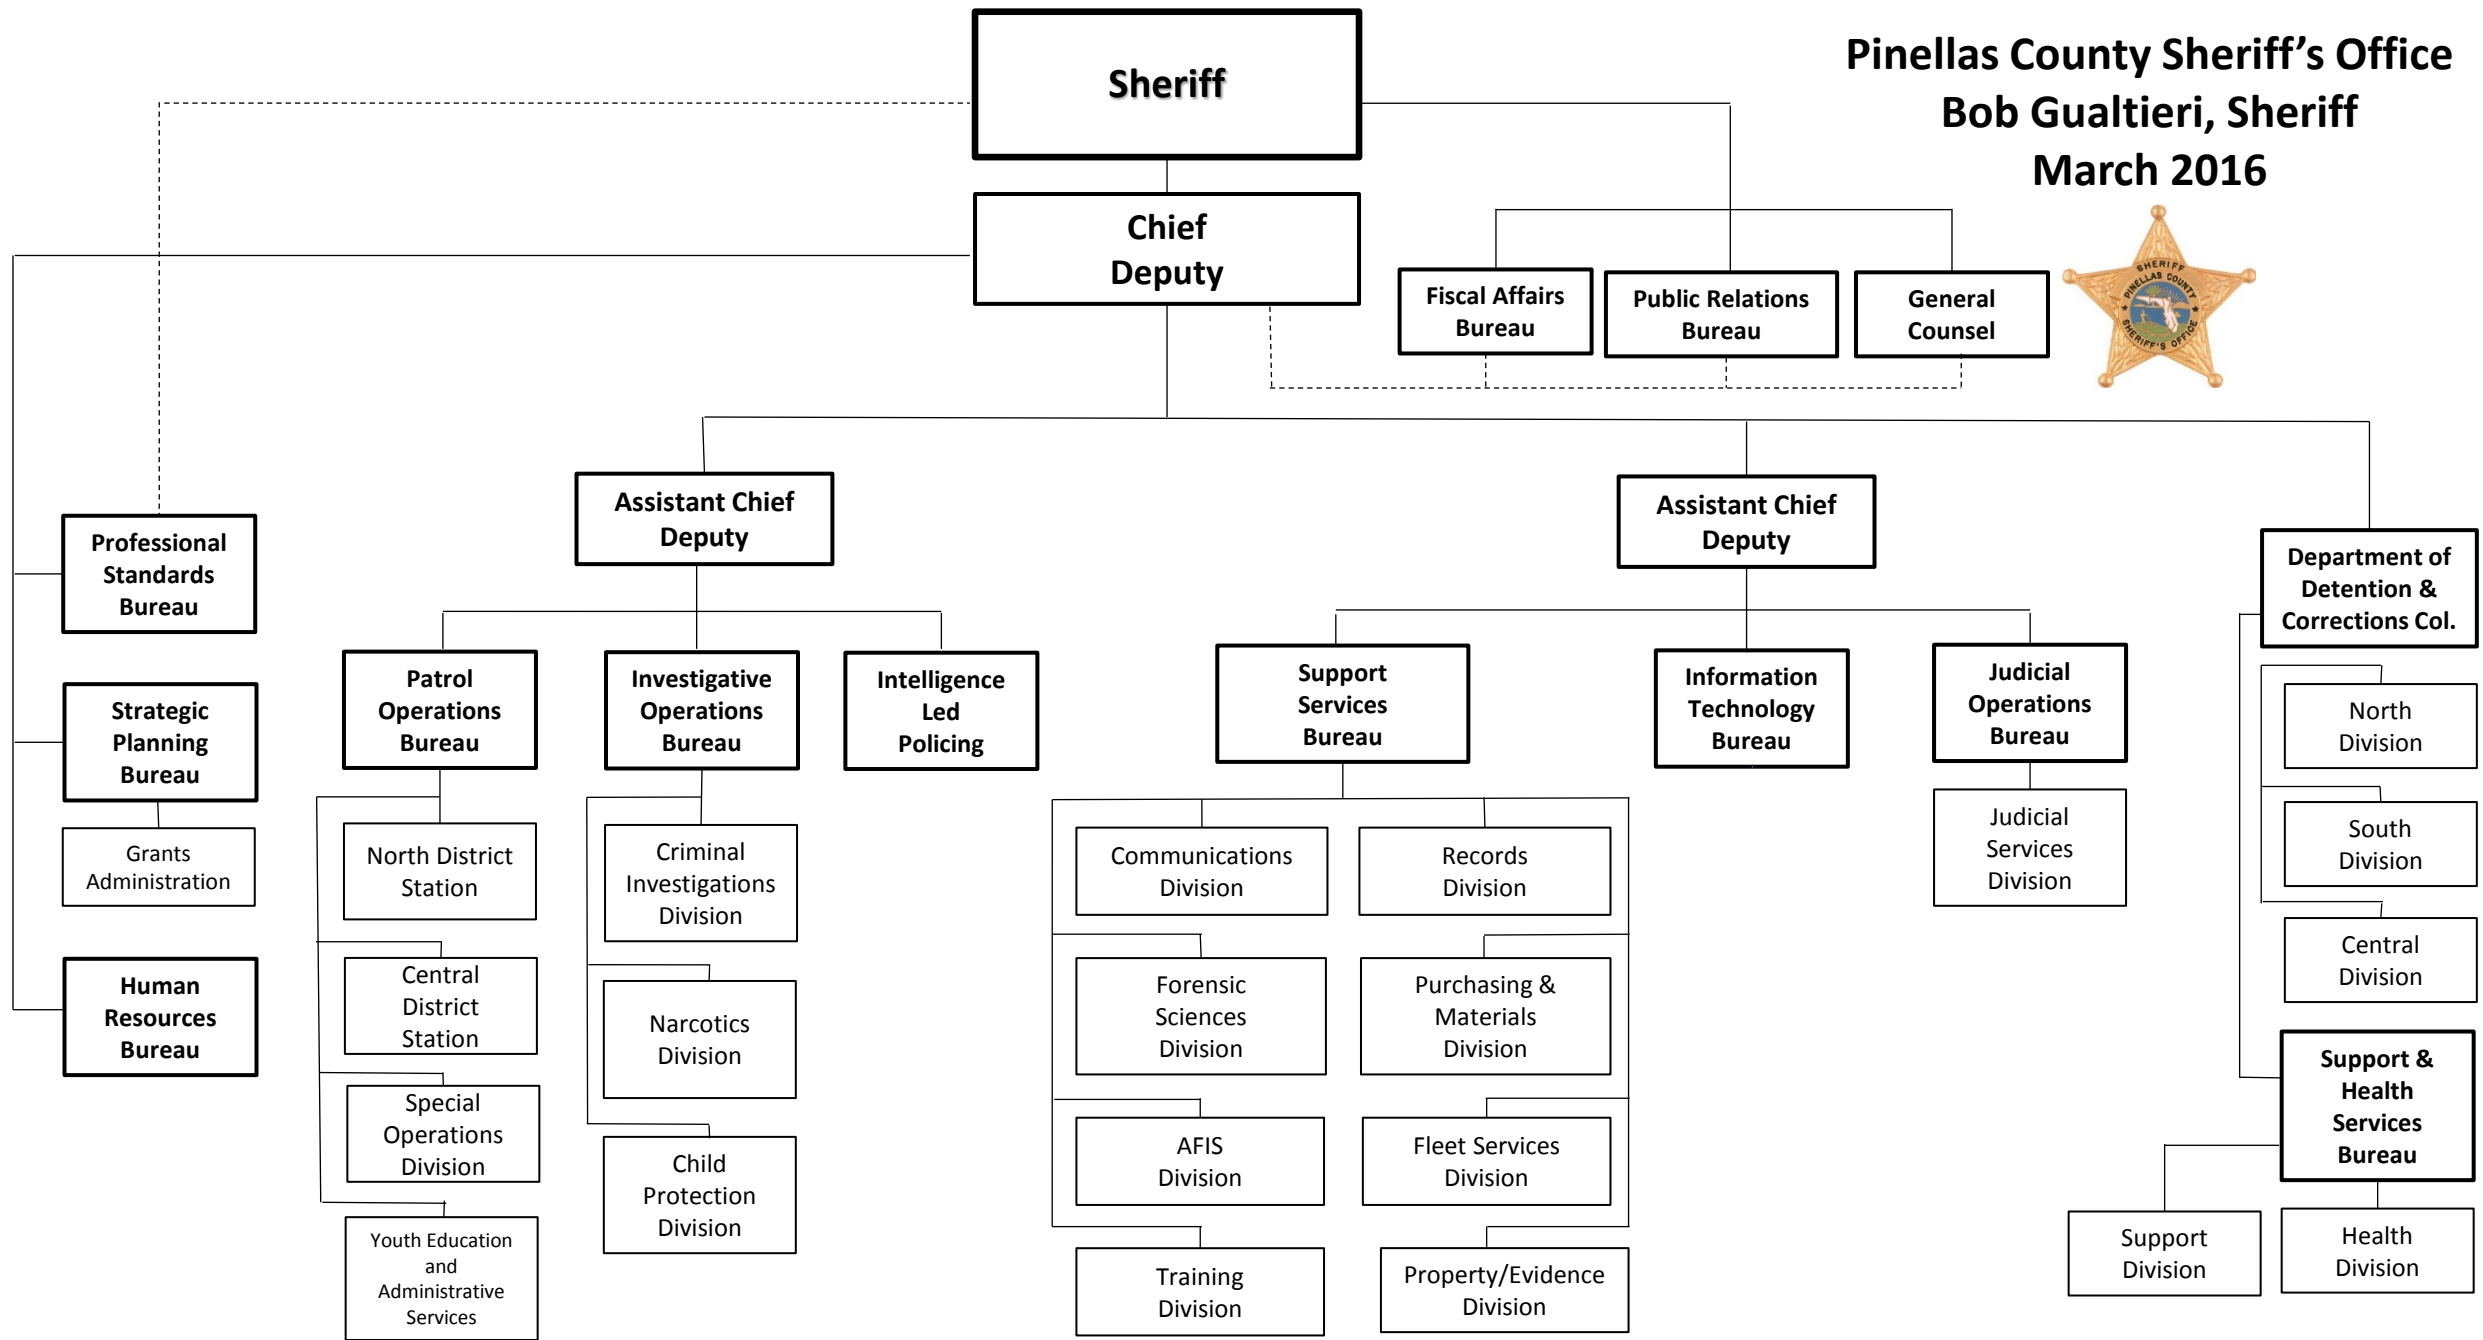 Sheriff
Pinellas County Sheriff's Office
Bob Gualtieri, Sheriff
March 2016
Chief
Deputy
Fiscal Affairs
Bureau
Public Relations
Bureau
General
Counsel
SHERIFF
PINELLAS COUNTY
SHERIFF'S OFFICE
Assistant Chief
Deputy
Assistant Chief
Deputy
Professional
Standards
Bureau
Department of
Detention &
Corrections Col.
Strategic
Planning
Bureau
Patrol
Operations
Bureau
Investigative
Operations
Bureau
Intelligence
Led
Policing
Support
Services
Bureau
Information
Technology
Bureau
Judicial
Operations
Bureau
North
Division
Grants
Administration
North District
Station
Criminal
Investigations
Division
Communications
Division
Records
Division
Judicial
Services
Division
South
Division
Human
Resources
Bureau
Central
District
Station
Narcotics
Division
Forensic
Sciences
Division
Purchasing &
Materials
Division
Central
Division
Special
Operations
Division
Child
Protection
Division
AFIS
Division
Fleet Services
Division
Support &
Health
Services
Bureau
Youth Education
and
Administrative
Services
Training
Division
Property/Evidence
Division
Support
Division
Health
Division